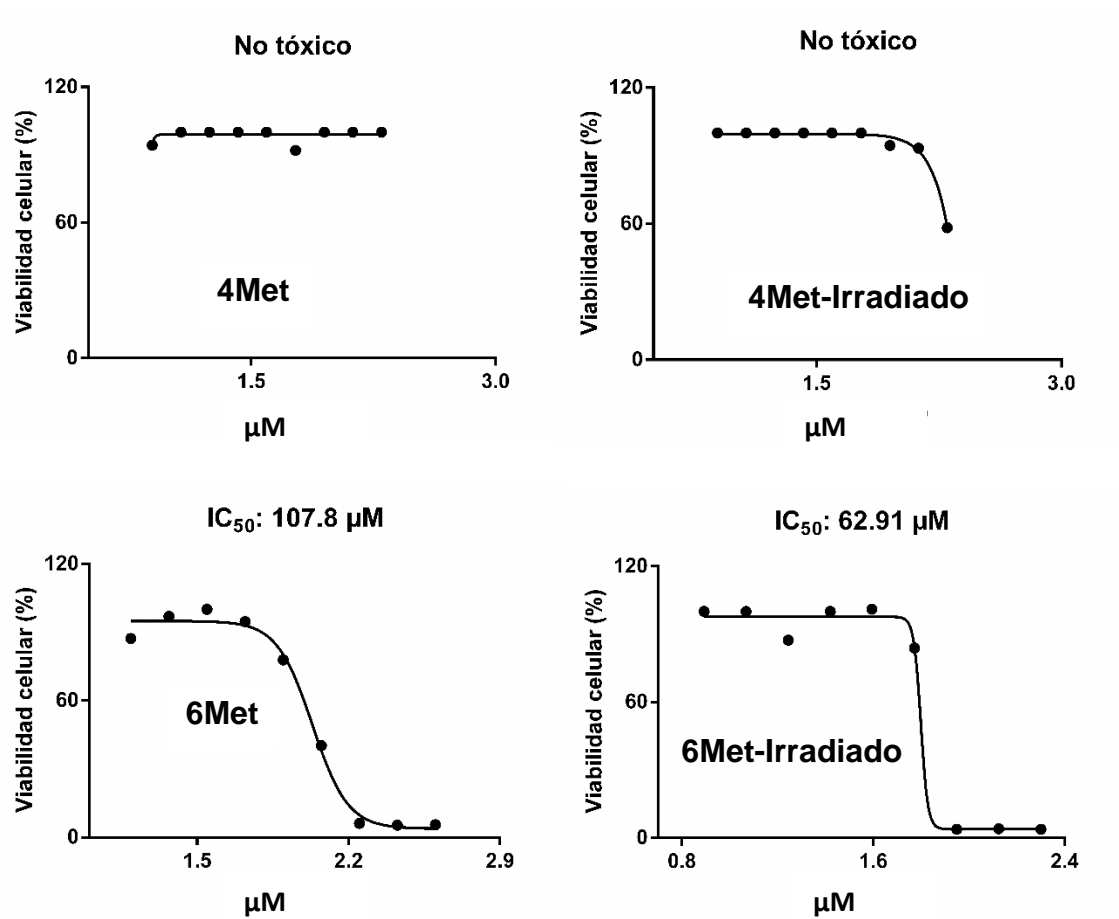 No tóxico
Viabilidad celular (%)
120
60
0
4Met
1.5
3.0
µM
No tóxico
Viabilidad celular (%)
120
60
0
4Met-Irradiado
1.5
3.0
µM
IC50: 107.8 µM
Viabilidad celular (%)
120
60
0
6Met
1.5
2.2
2.9
µM
IC50: 62.91 µM
Viabilidad celular (%)
120
60
0
6Met-Irradiado
0.8
1.6
2.4
µM